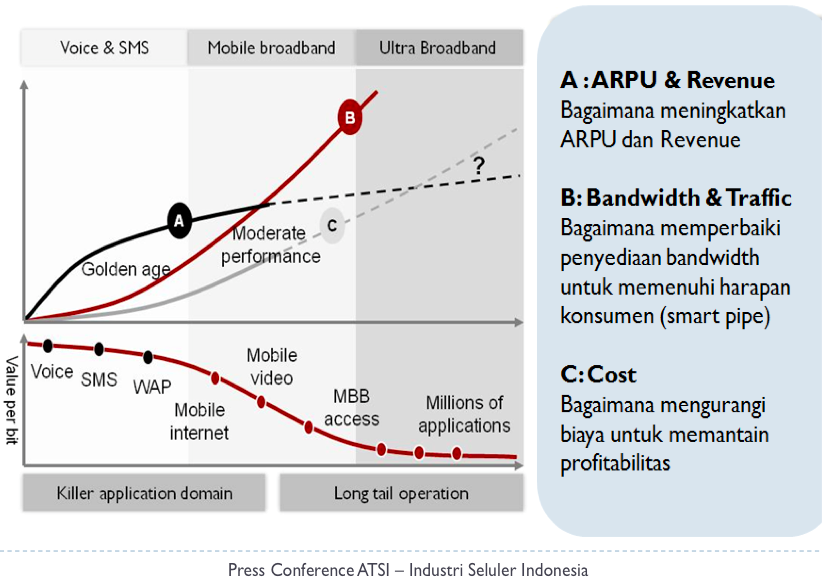 Voice & SMS
Mobile broadband
Ultra Broadband
A
B
C
?
Golden age
Moderate
performance
Value per bit
Voice
SMS
WAP
Mobile
internet
Mobile
video
MBB
access
Millions of
applications
Killer application domain
Long tail operation
A : ARPU & Revenue
Bagaimana meningkatkan
ARPU dan Revenue
B: Bandwidth & Traffic
Bagaimana memperbaiki
penyediaan bandwidth
untuk memenuhi harapan
konsumen (smart pipe)
C: Cost
Bagaimana mengurangi
biaya untuk memantain
profitabilitas
Press Conference ATSI – Industri Seluler Indonesia